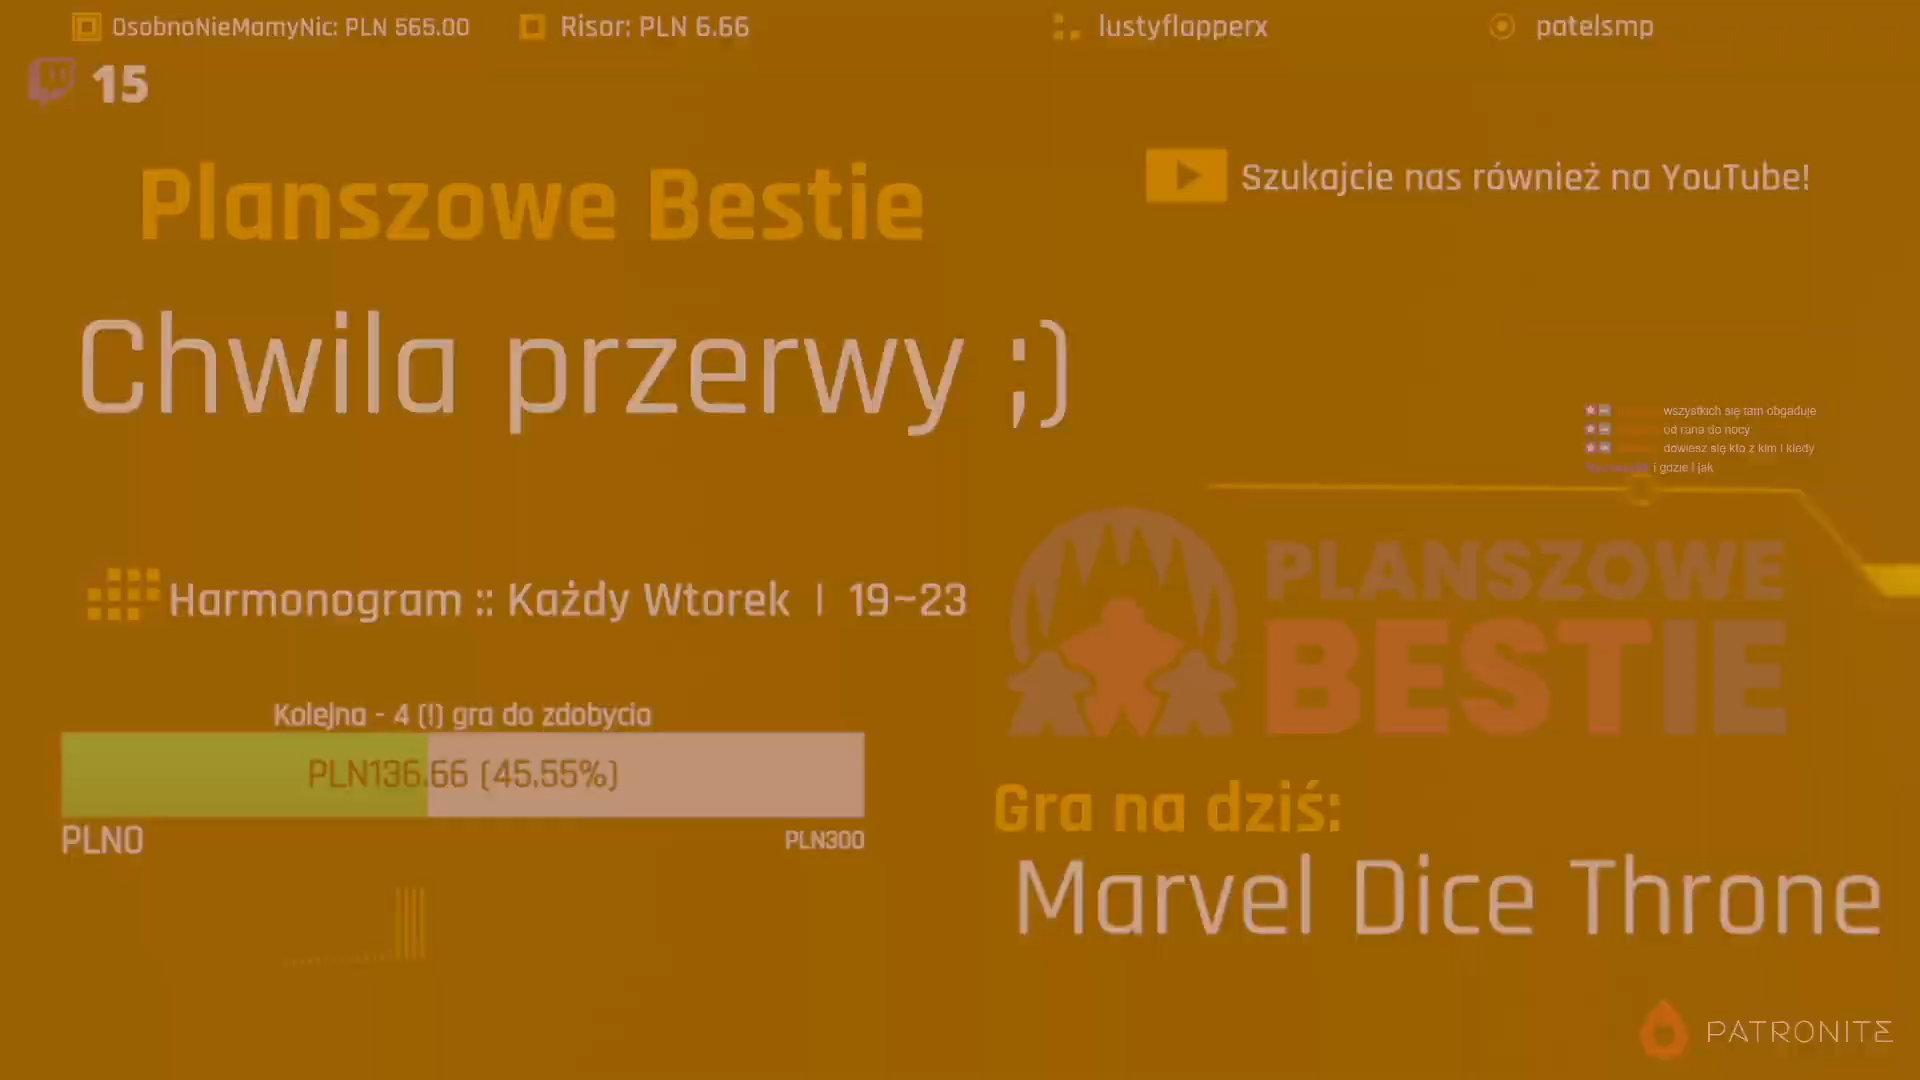 OsobnoNieMamyNic: PLN 565.00
Risor: PLN 6.66
lustyflapperx
patelsmp
15
Planszowe Bestie
Szukajcie nas również na YouTube!
Chwila przerwy ;)
wszystkich się tam obgaduje
od rana do nocy
dowiesz się kto z kim i kiedy
i gdzie i jak
PLANSZOWE
BESTIE
Harmonogram :: Każdy Wtorek | 19~23
Kolejna - 4 (!) gra do zdobycia
PLN136.66 (45.55%)
PLN0
PLN300
Gra na dziś:
Marvel Dice Throne
PATRONITE